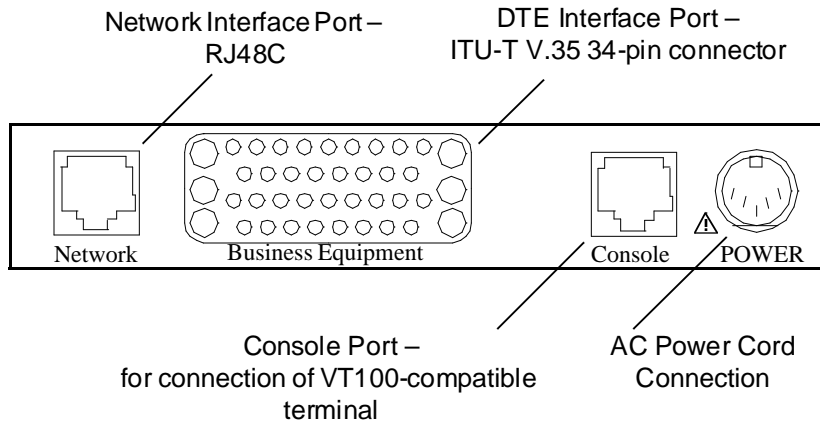 Network Interface Port –
RJ48C
DTE Interface Port –
ITU-T V.35 34-pin connector
Network
Business Equipment
Console
POWER
Console Port –
for connection of VT100-compatible
terminal
AC Power Cord
Connection